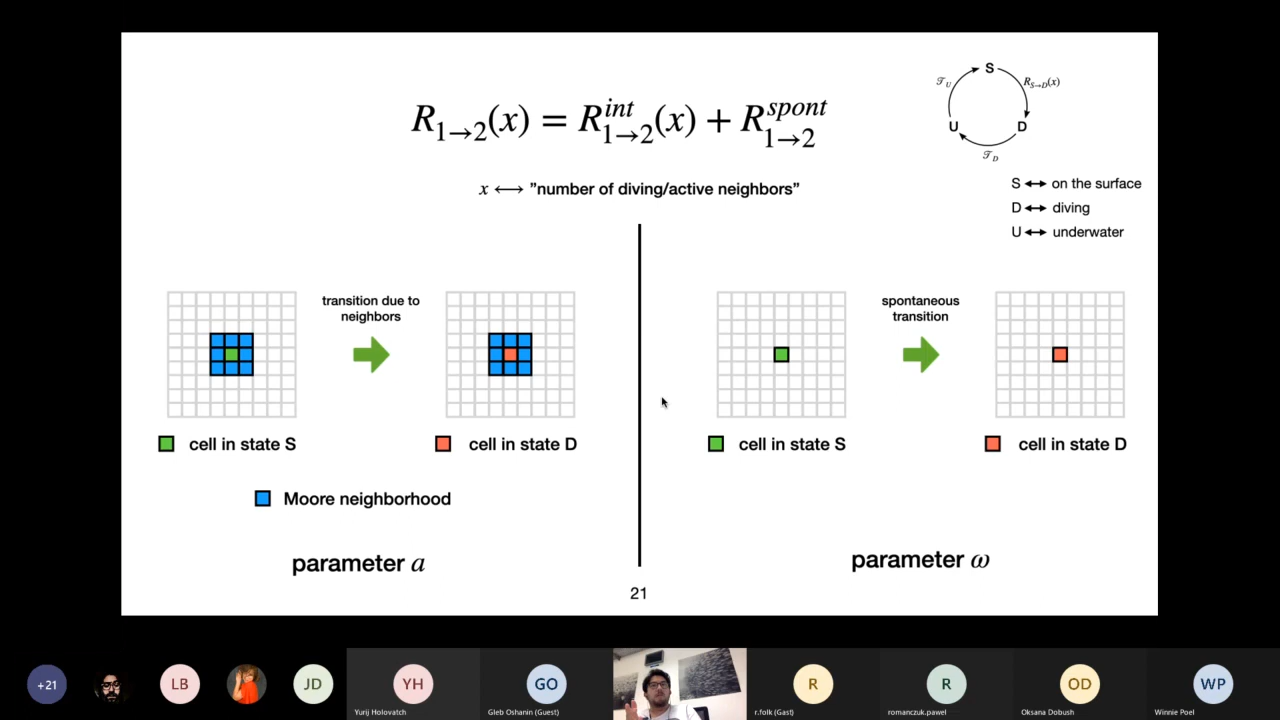 R_{1→2}(x) = R^{int}_{1→2}(x) + R^{spont}_{1→2}
S
𝒯_U
R_{S→D}(x)
U
D
𝒯_D
x ⟷ "number of diving/active neighbors"
S ↔ on the surface
D ↔ diving
U ↔ underwater
transition due to
neighbors
spontaneous
transition
cell in state S
cell in state D
cell in state S
cell in state D
Moore neighborhood
parameter a
parameter ω
21
+21
LB
JD
YH
Yurij Holovatch
GO
Gleb Oshanin (Guest)
R
r.folk (Gast)
R
romanczuk.pawel
OD
Oksana Dobush
WP
Winnie Poel